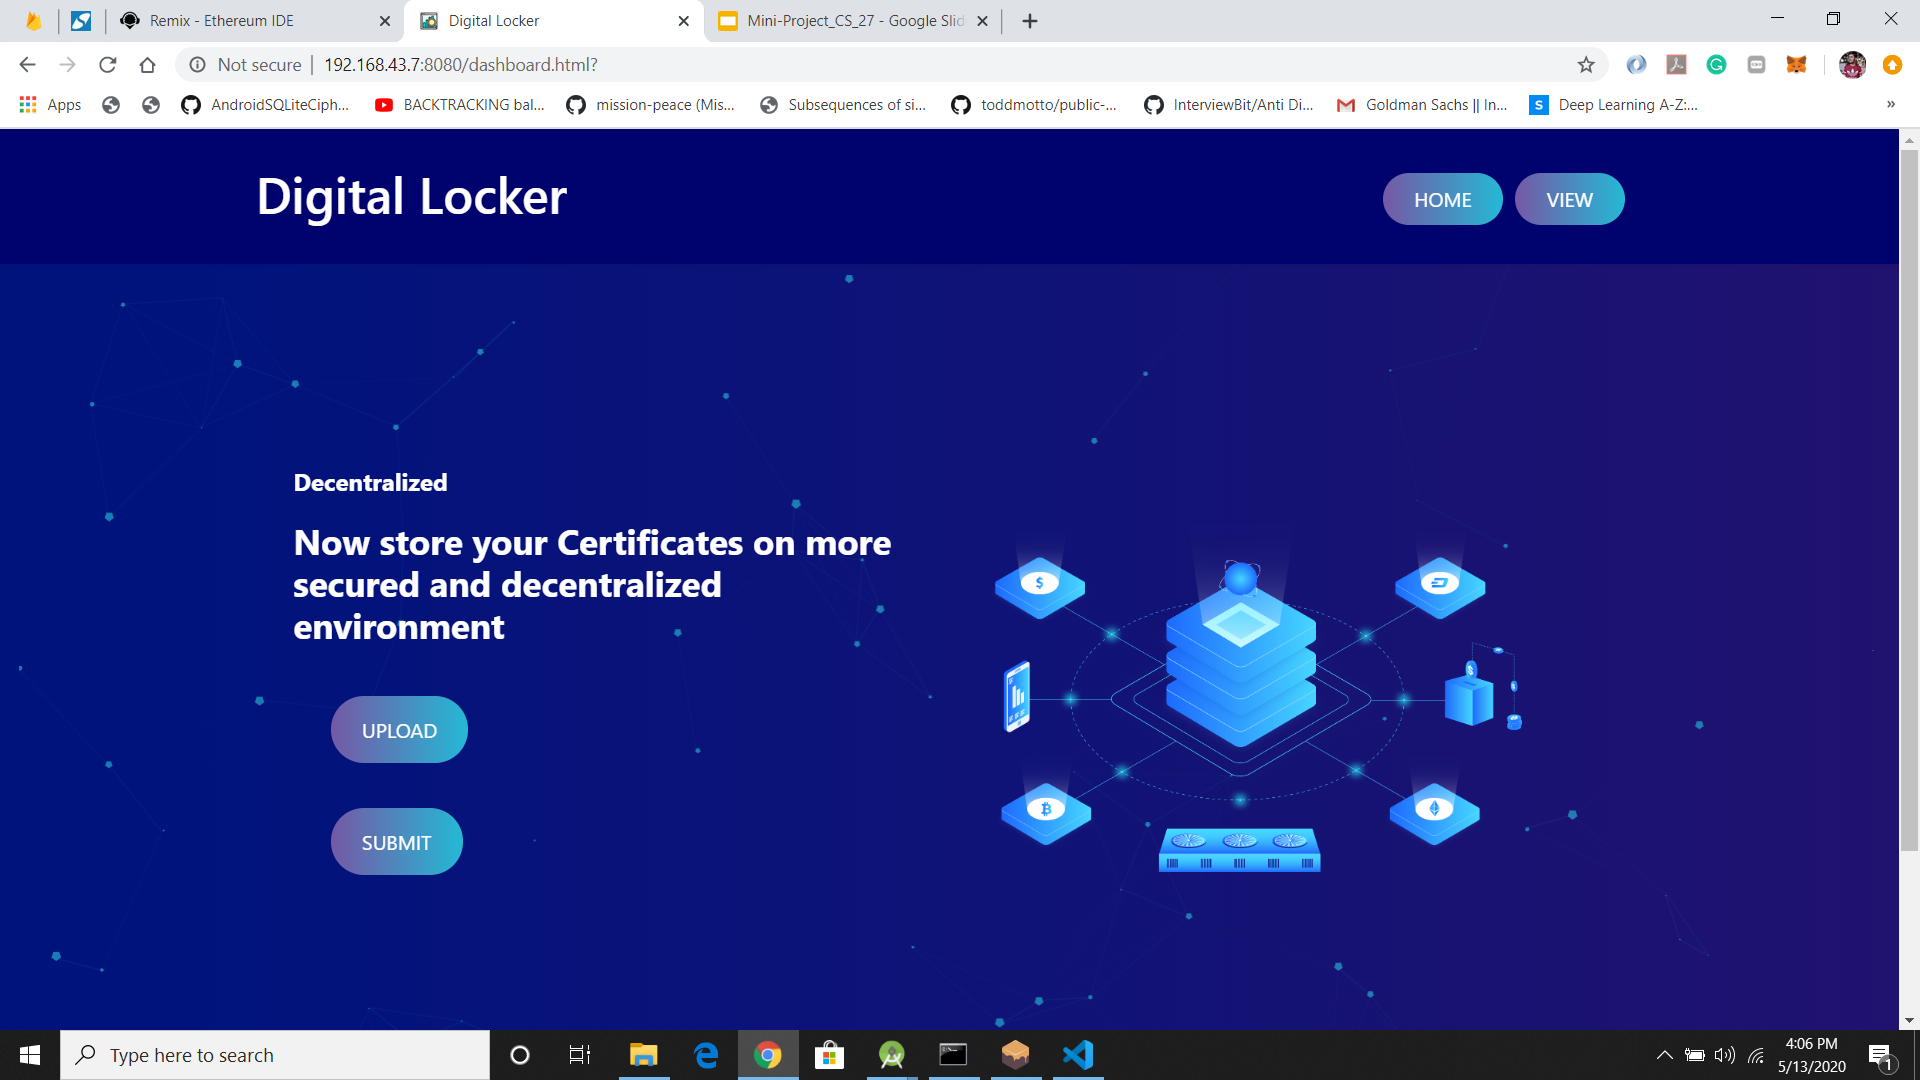 Remix - Ethereum IDE
Digital Locker
Mini-Project_CS_27 - Google Slid
Not secure
192.168.43.7:8080/dashboard.html?
Apps
AndroidSQLiteCiph...
BACKTRACKING bal...
mission-peace (Mis...
Subsequences of si...
toddmotto/public-...
InterviewBit/Anti Di...
Goldman Sachs || In...
S
Deep Learning A-Z:...
»
Digital Locker
HOME
VIEW
Decentralized
Now store your Certificates on more
secured and decentralized
environment
UPLOAD
SUBMIT
Type here to search
4:06 PM
5/13/2020
1